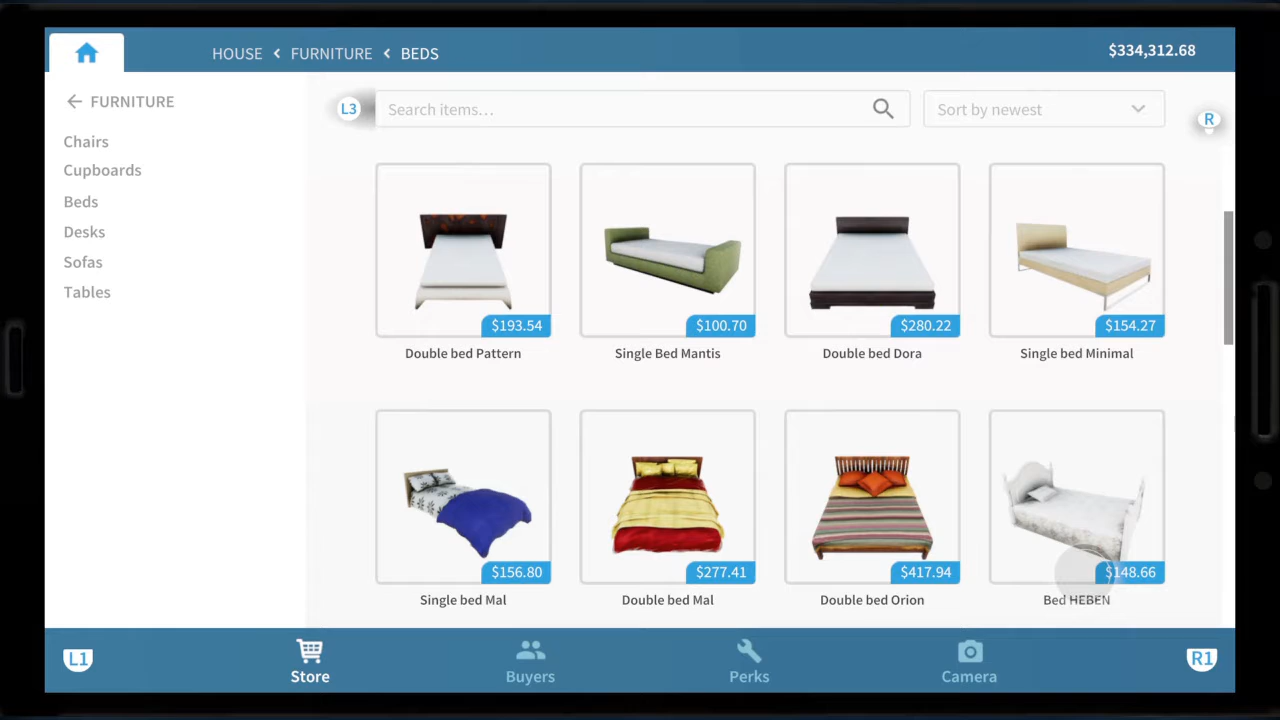 HOUSE < FURNITURE < BEDS
$334,312.68
FURNITURE
Chairs
Cupboards
Beds
Desks
Sofas
Tables
L3
Search items...
Sort by newest
R
$193.54
$100.70
$280.22
$154.27
Double bed Pattern
Single Bed Mantis
Double bed Dora
Single bed Minimal
$156.80
$277.41
$417.94
$148.66
Single bed Mal
Double bed Mal
Double bed Orion
Bed HEBEN
L1
Store
Buyers
Perks
Camera
R1